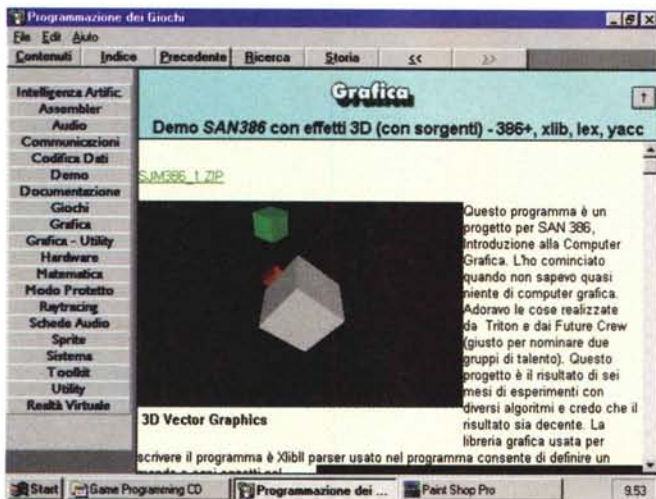 Programmazione dei Giochi
File Edit Aiuto
Contenuti Indice Precedente Ricerca Storia << >>
Intelligenza Artific.
Assembler
Audio
Communicazioni
Codifica Dati
Demo
Documentazione
Giochi
Grafica
Grafica - Utility
Hardware
Matematica
Modo Protetto
Raytracing
Schede Audio
Sprite
Sistema
Toolkit
Utility
Realtà Virtuale
Grafica
Demo SAN386 con effetti 3D (con sorgenti) - 386+, xlib, lex, yacc
SJM386_1.ZIP
Questo programma è un
progetto per SAN 386,
Introduzione alla Computer
Grafica. L'ho cominciato
quando non sapevo quasi
niente di computer grafica.
Adoravo le cose realizzate
da Triton e dai Future Crew
(giusto per nominare due
gruppi di talento). Questo
progetto è il risultato di sei
mesi di esperimenti con
diversi algoritmi e credo che il
risultato sia decente. La
libreria grafica usata per
3D Vector Graphics
scrivere il programma è Xlibll parser usato nel programma consente di definire un
Start Game Programming CD Programmazione dei ... Paint Shop Pro 9.53